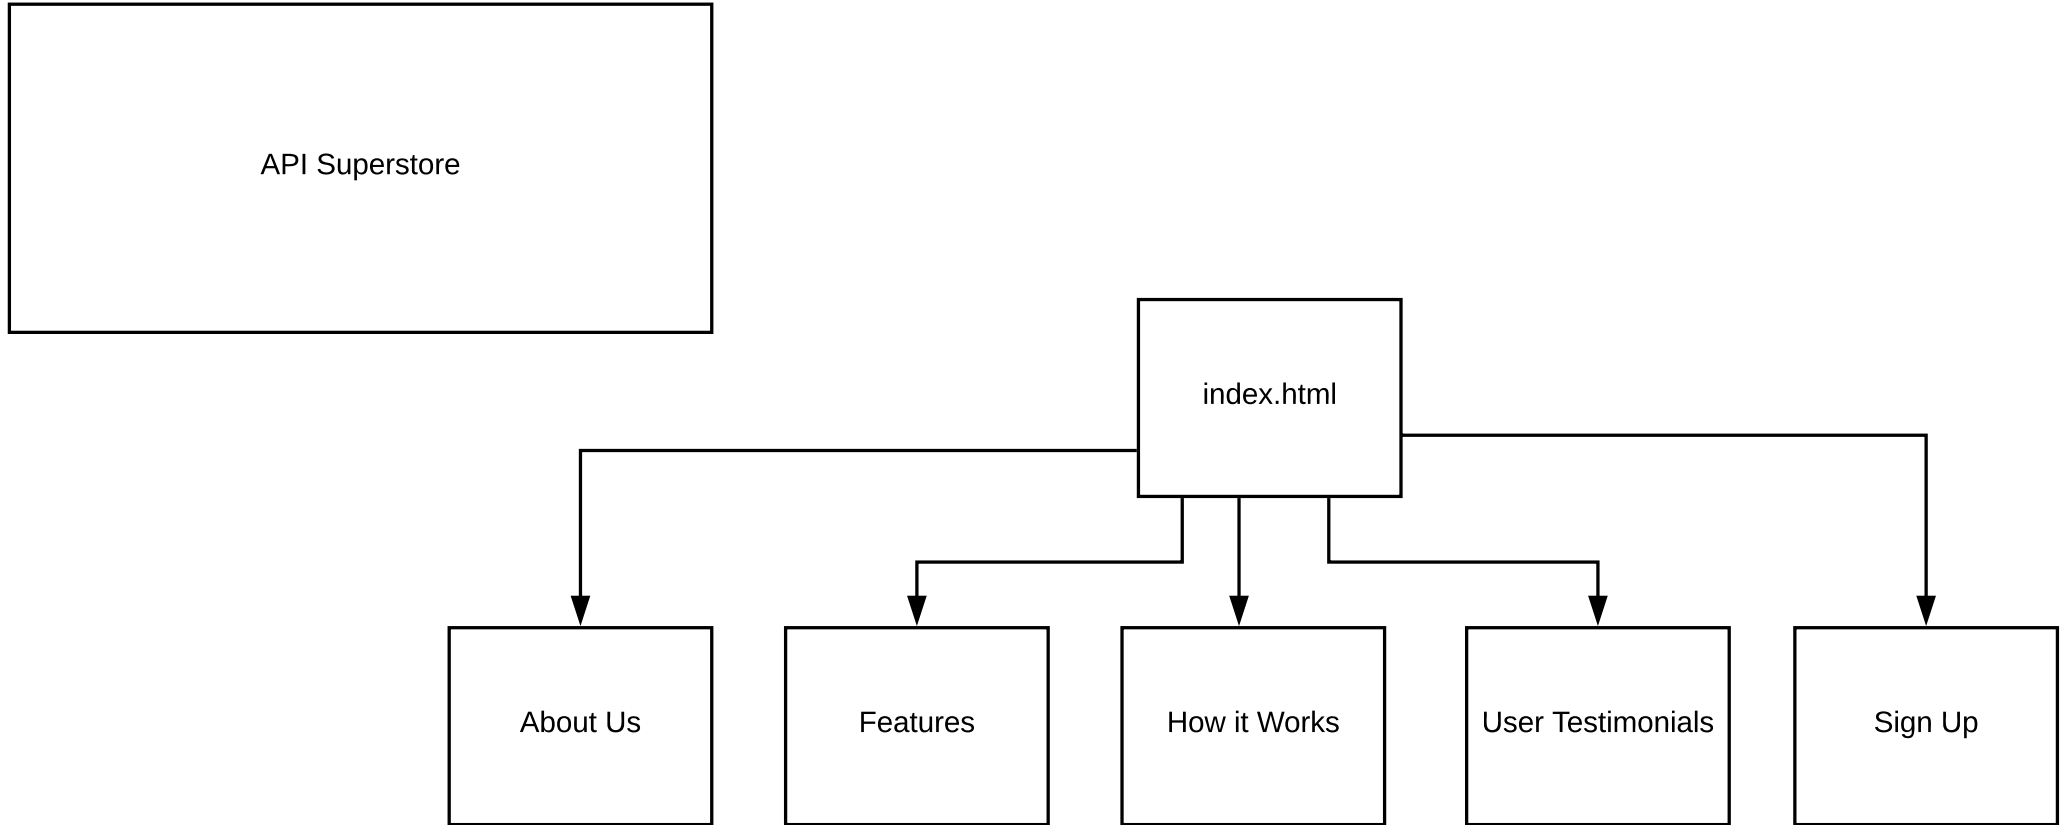 API Superstore
index.html
About Us
Features
How it Works
User Testimonials
Sign Up